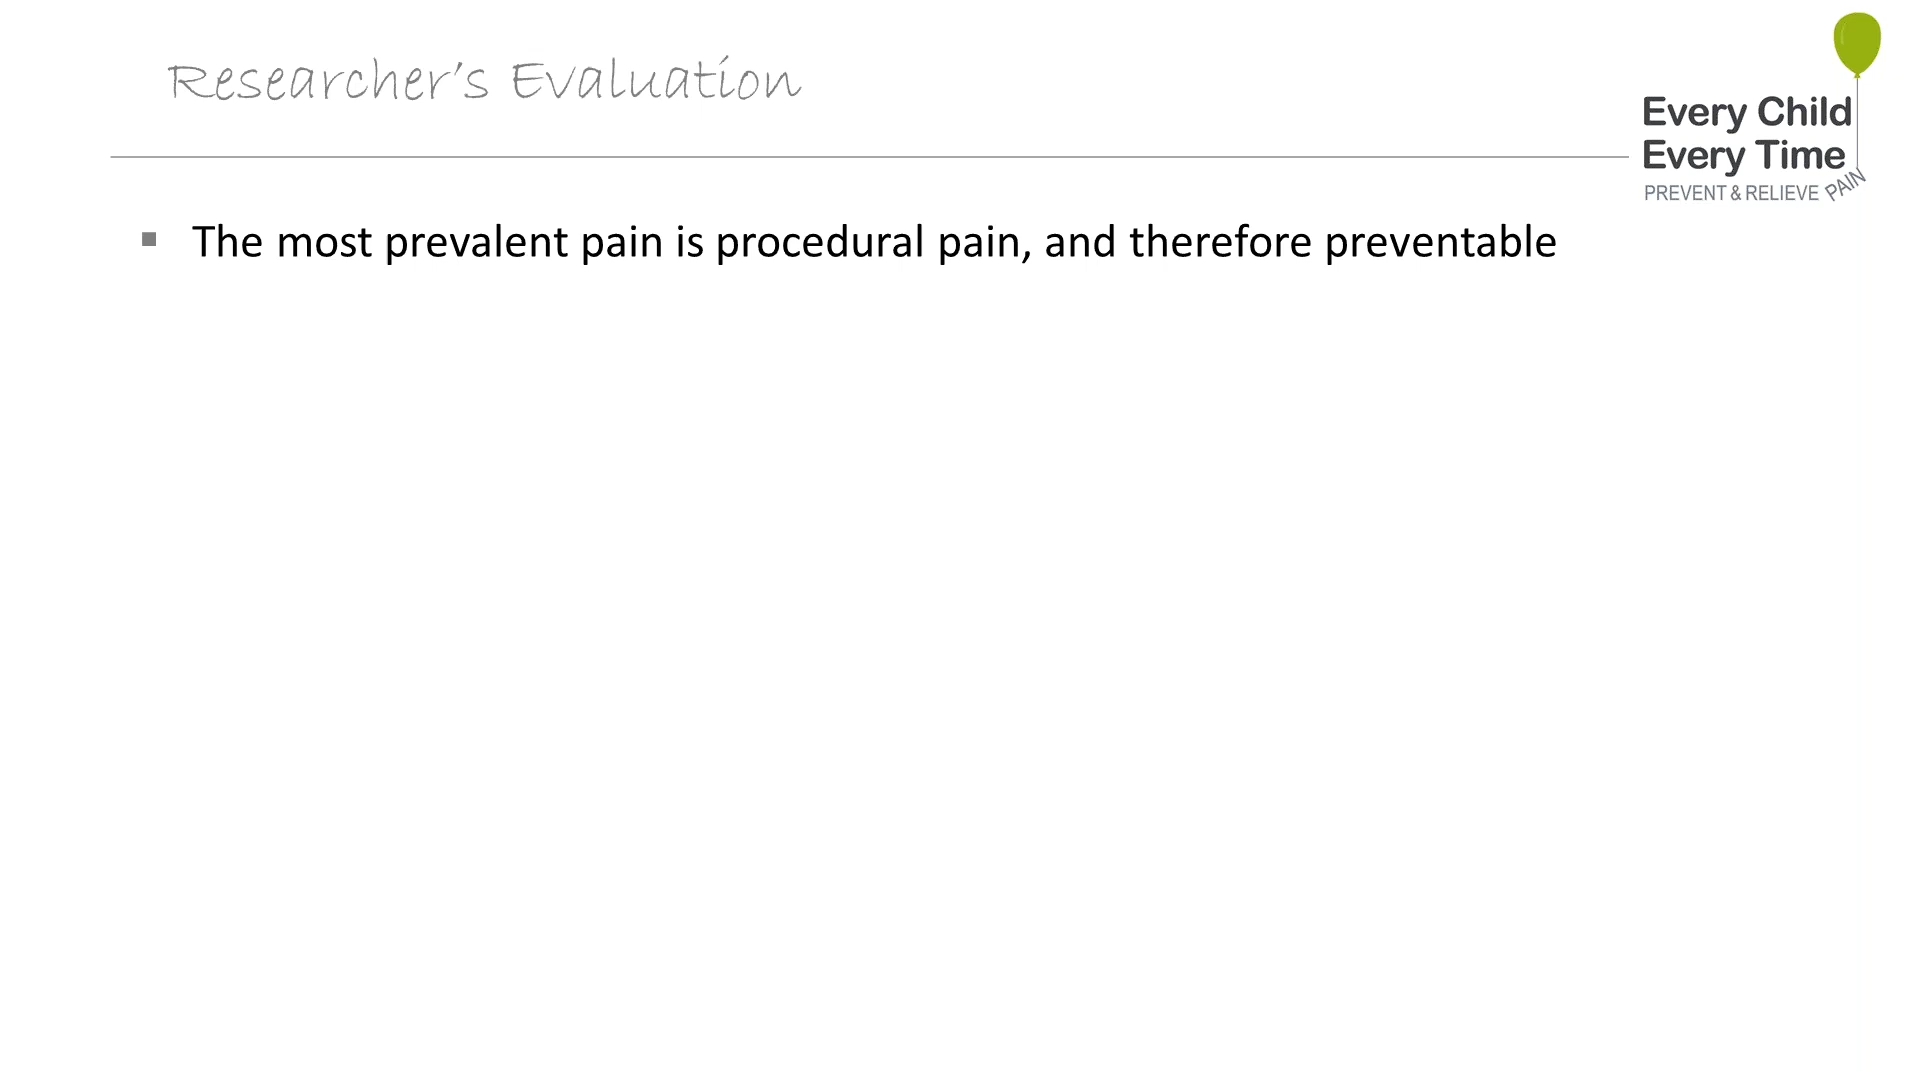 Researcher's Evaluation
Every Child
Every Time
PREVENT & RELIEVE PAIN
▪ The most prevalent pain is procedural pain, and therefore preventable